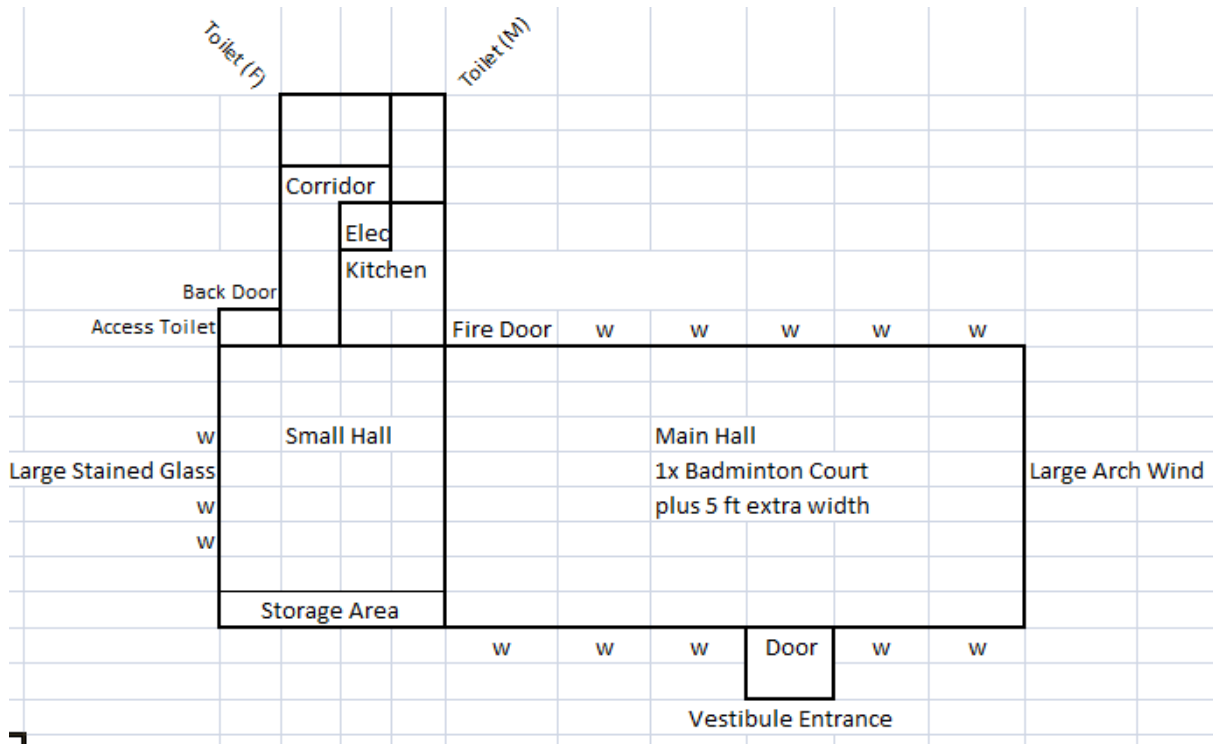 Toilet (F)
Toilet (M)
Corridor
Elec
Kitchen
Back Door
Access Toilet
Fire Door w w w w w
w Small Hall Main Hall
Large Stained Glass 1x Badminton Court Large Arch Wind
w plus 5 ft extra width
w
Storage Area
w w w Door w w
Vestibule Entrance